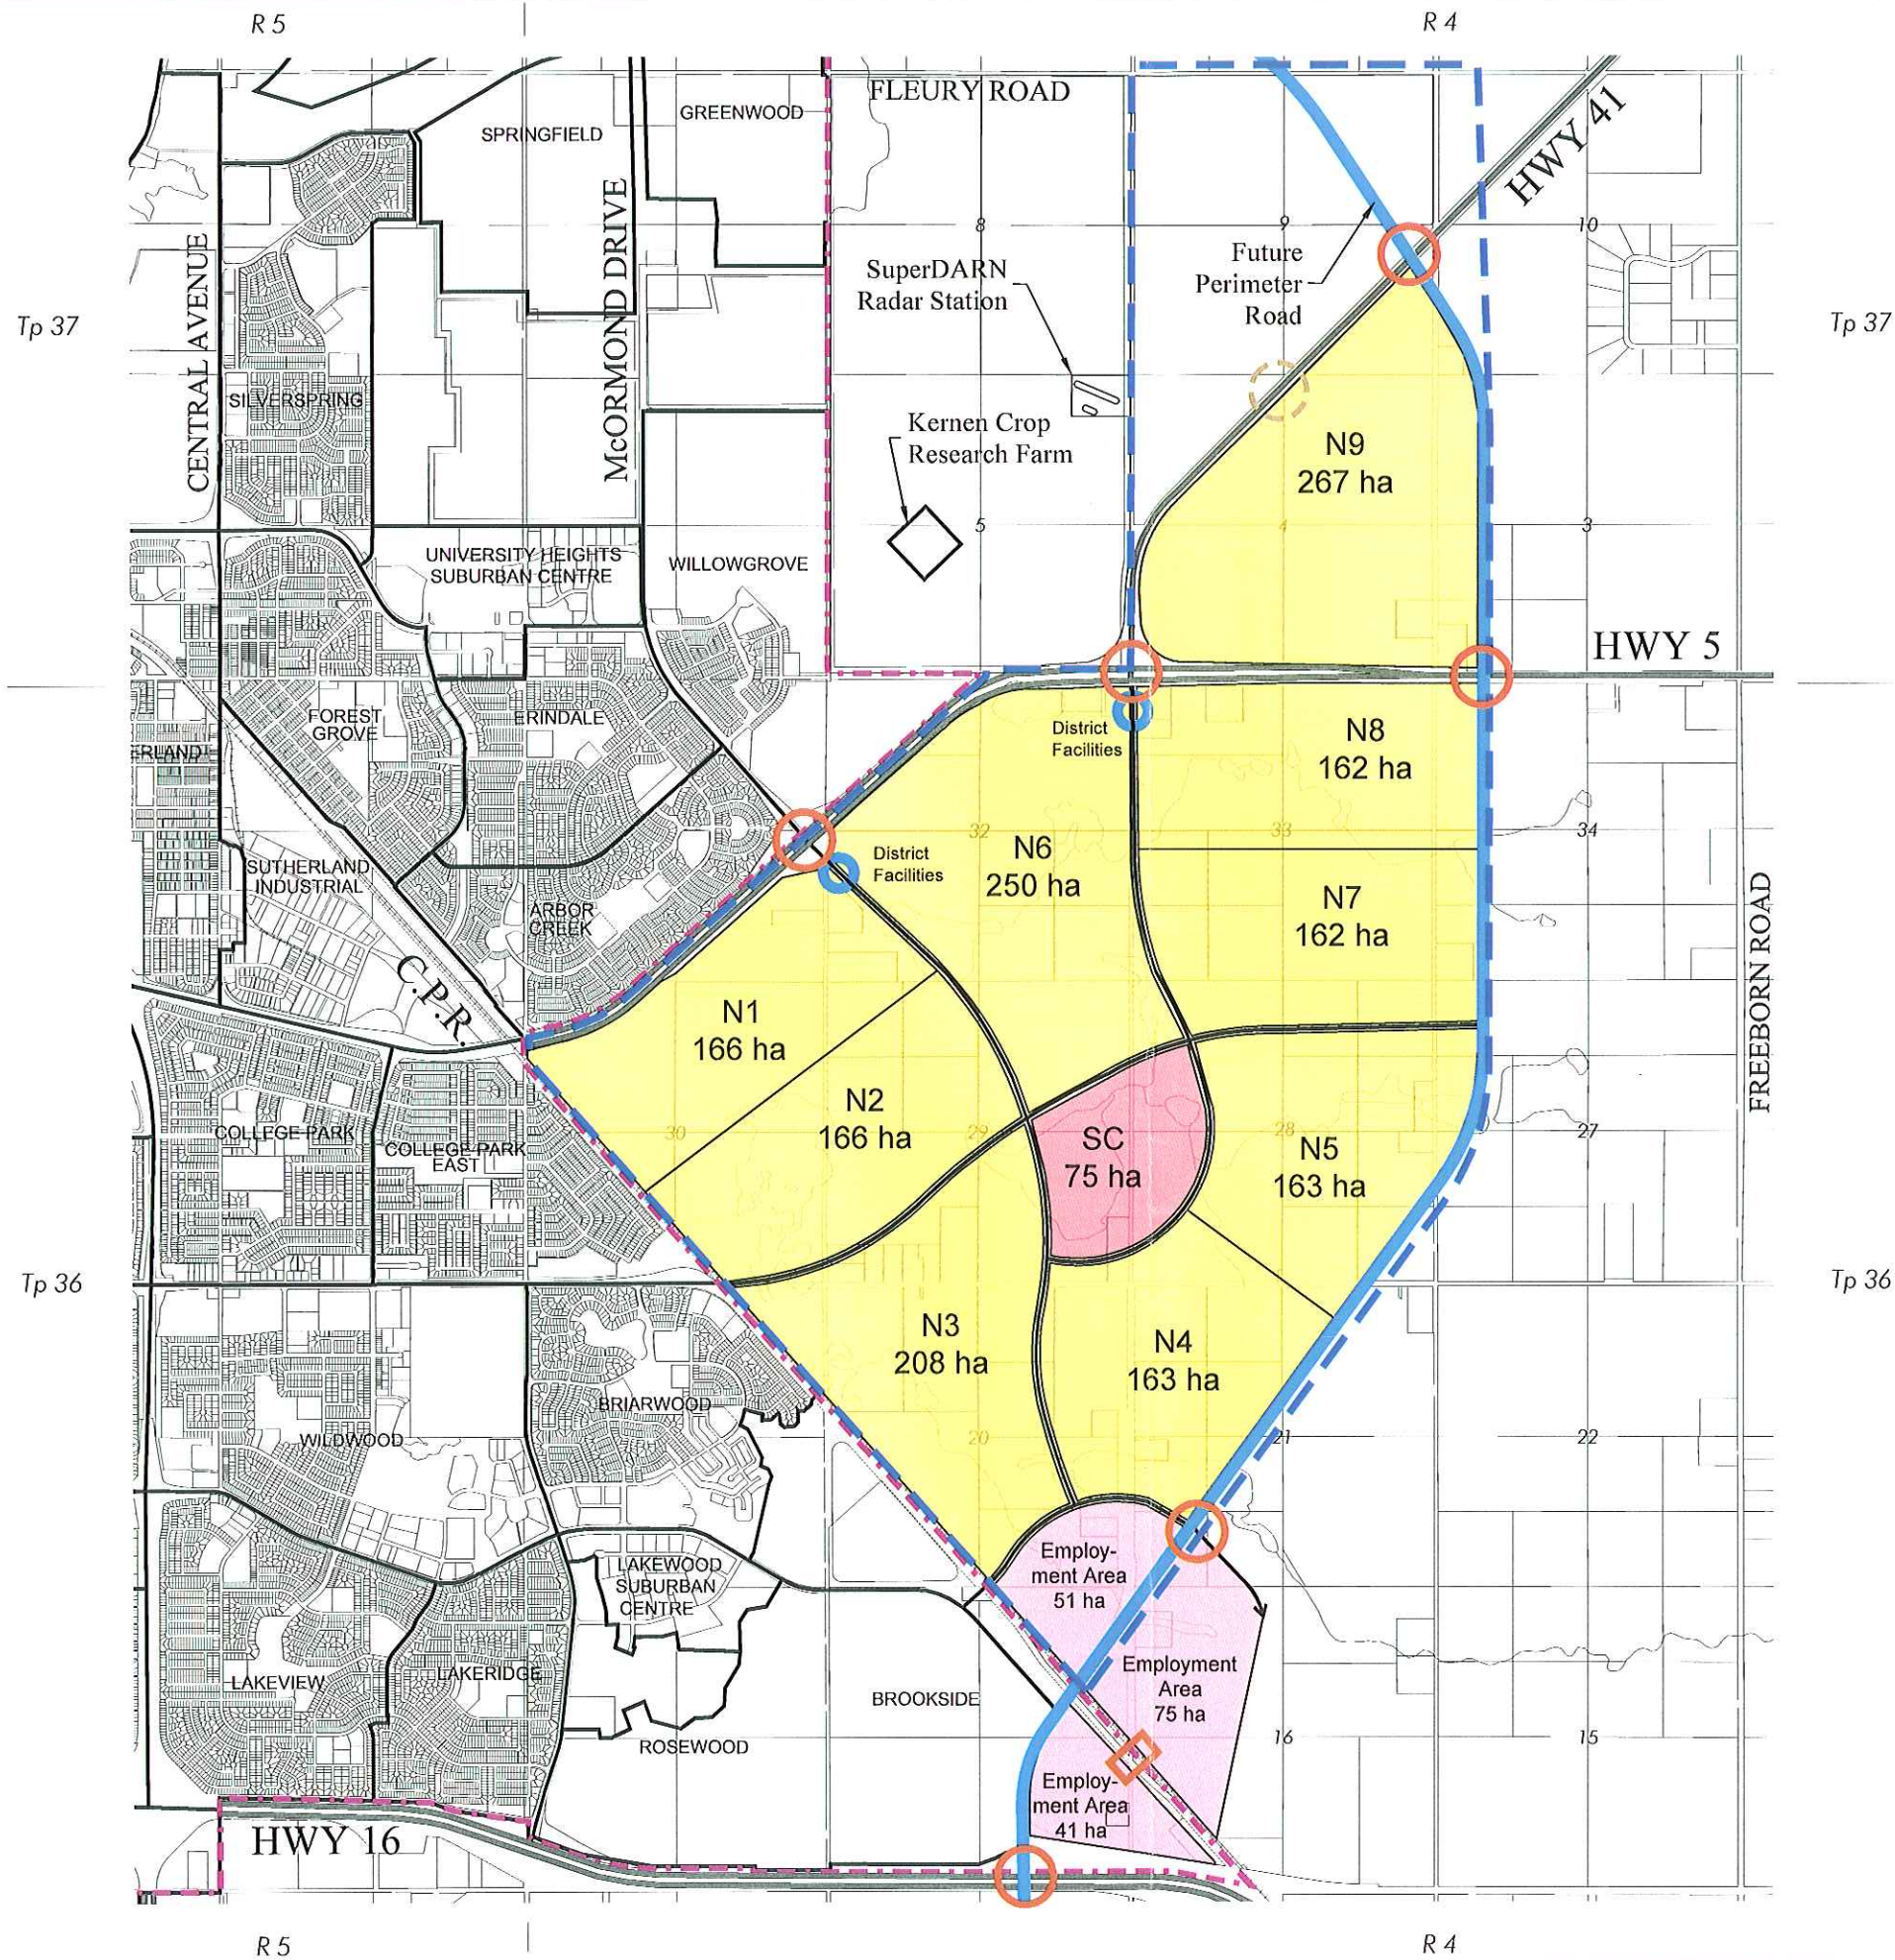 R 5
R 4
FLEURY ROAD
GREENWOOD
SPRINGFIELD
HWY 41
CENTRAL AVENUE
McORMOND DRIVE
8
9
10
Future
Perimeter
Road
SuperDARN
Radar Station
Tp 37
Tp 37
SILVERSPRING
Kernen Crop
Research Farm
N9
267 ha
5
4
3
UNIVERSITY HEIGHTS
SUBURBAN CENTRE
WILLOWGROVE
HWY 5
FOREST
GROVE
ERINDALE
District
Facilities
N8
162 ha
ERLAND
32
33
34
N6
250 ha
District
Facilities
SUTHERLAND
INDUSTRIAL
ARBOR
CREEK
N7
162 ha
FREEBORN ROAD
C.P.R.
N1
166 ha
N2
166 ha
COLLEGE PARK
COLLEGE PARK
EAST
30
29
28
27
SC
75 ha
N5
163 ha
Tp 36
Tp 36
N3
208 ha
N4
163 ha
BRIARWOOD
WILDWOOD
20
21
22
LAKEWOOD
SUBURBAN
CENTRE
Employ-
ment Area
51 ha
LAKEVIEW
LAKERIDGE
BROOKSIDE
Employment
Area
75 ha
ROSEWOOD
16
15
Employ-
ment Area
41 ha
HWY 16
R 5
R 4